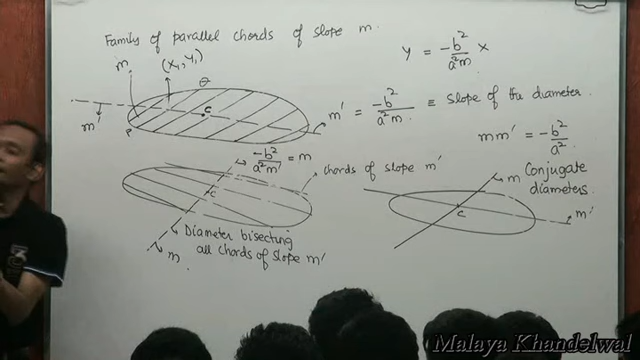 Family of parallel chords of slope m.
y = -b²/a²m x
m
(x₁, y₁)
Q
c
m'
P
m' = -b²/a²m ≡ slope of the diameter.
mm' = -b²/a²
-b²/a²m' = m
chords of slope m'
c
Diameter bisecting
all chords of slope m'
m
m
Conjugate
diameters
c
m'
Malaya Khandelwal